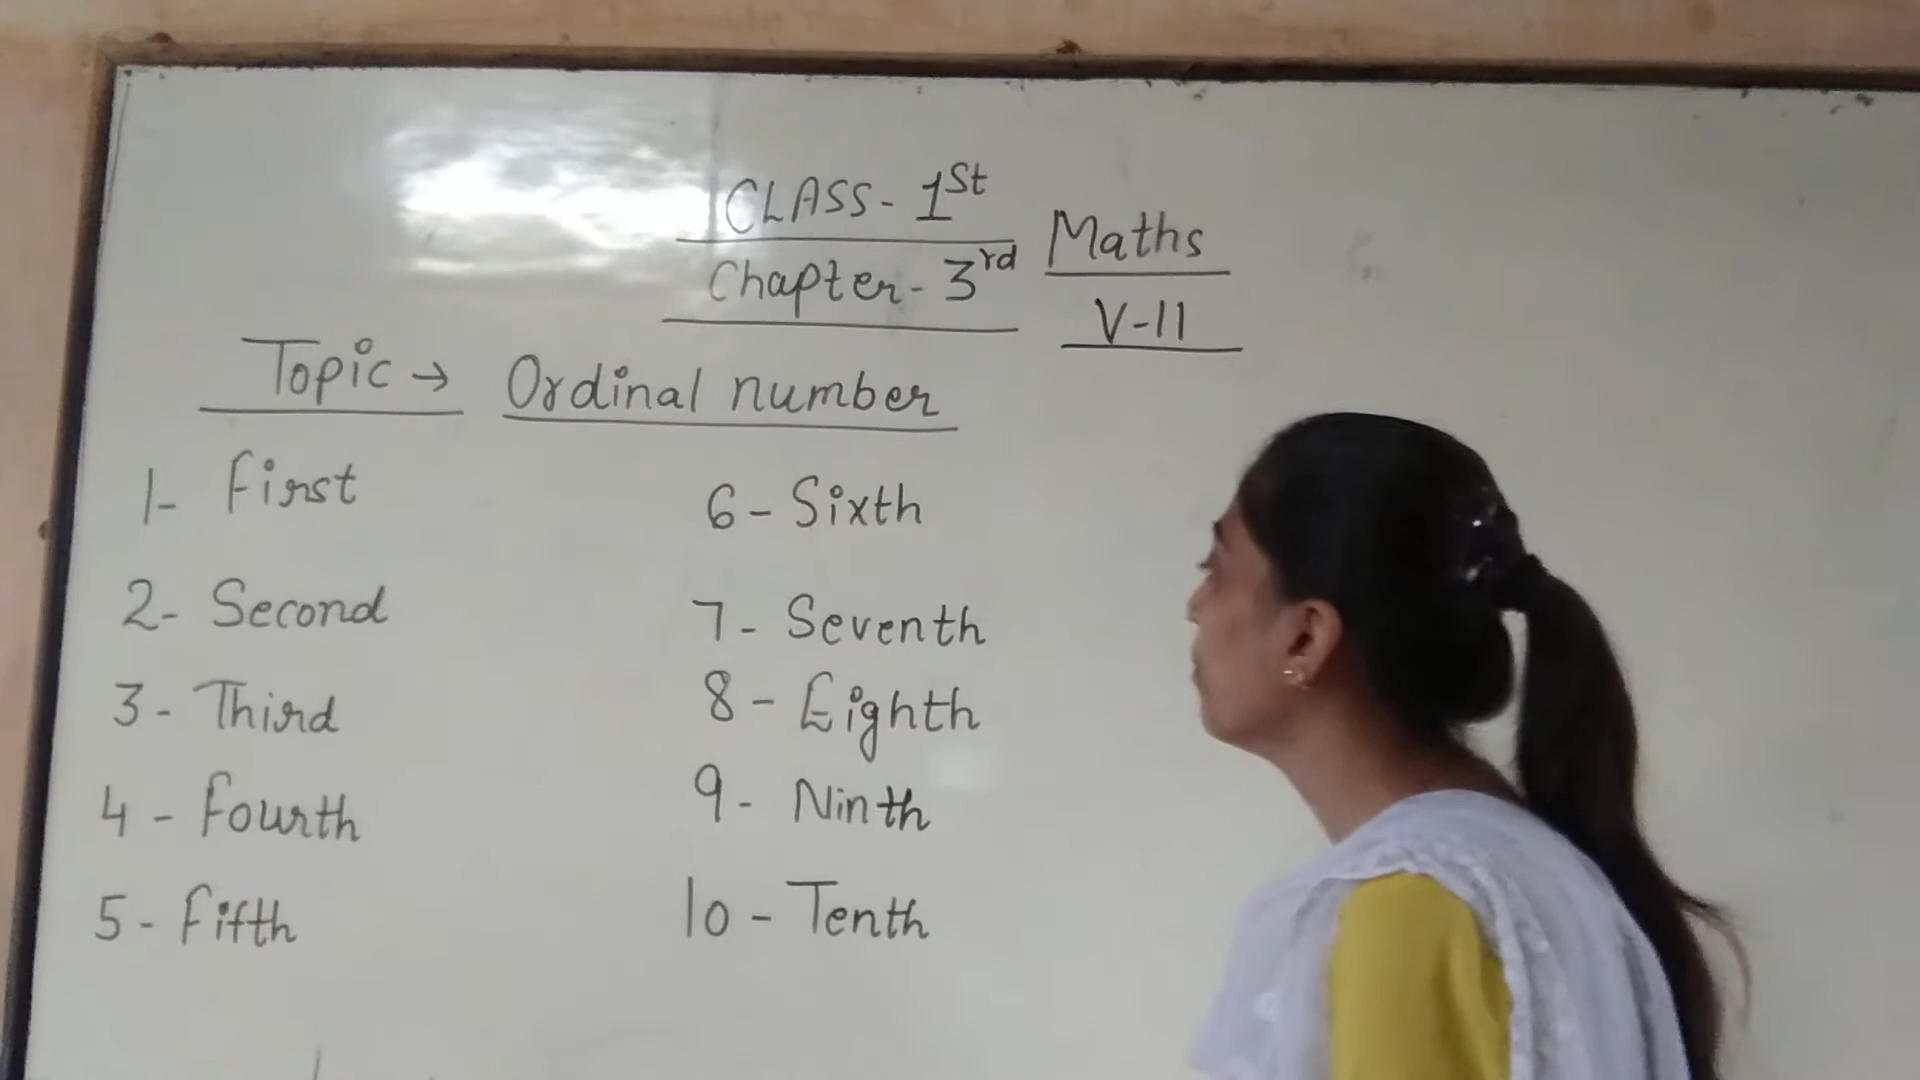 CLASS- 1st
Chapter- 3rd
Maths
V-11
Topic → Ordinal number
1- First
2- Second
3- Third
4- Fourth
5- Fifth
6- Sixth
7- Seventh
8- Eighth
9- Ninth
10- Tenth